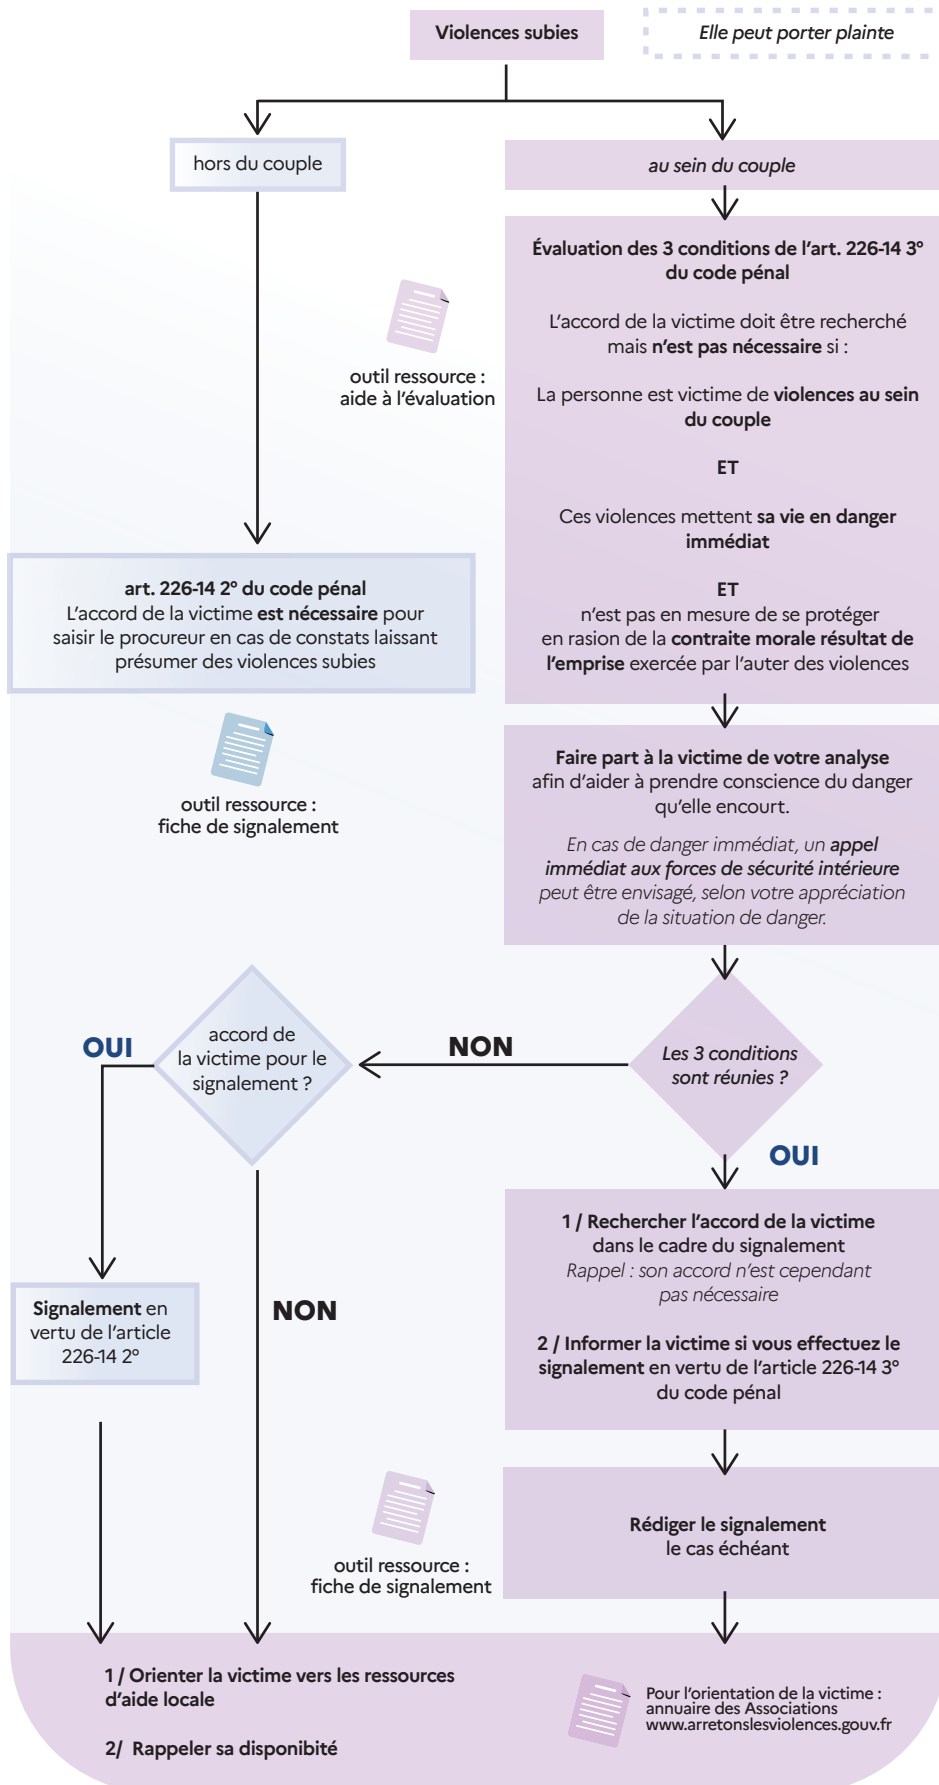 Violences subies
Elle peut porter plainte
hors du couple
au sein du couple
Évaluation des 3 conditions de l'art. 226-14 3°
du code pénal
L'accord de la victime doit être recherché
mais n'est pas nécessaire si :
La personne est victime de violences au sein
du couple
ET
Ces violences mettent sa vie en danger
immédiat
ET
n'est pas en mesure de se protéger
en rasion de la contraite morale résultat de
l'emprise exercée par l'auter des violences
outil ressource :
aide à l'évaluation
art. 226-14 2° du code pénal
L'accord de la victime est nécessaire pour
saisir le procureur en cas de constats laissant
présumer des violences subies
outil ressource :
fiche de signalement
Faire part à la victime de votre analyse
afin d'aider à prendre conscience du danger
qu'elle encourt.
En cas de danger immédiat, un appel
immédiat aux forces de sécurité intérieure
peut être envisagé, selon votre appréciation
de la situation de danger.
Les 3 conditions
sont réunies ?
NON
accord de
la victime pour le
signalement ?
OUI
OUI
1 / Rechercher l'accord de la victime
dans le cadre du signalement
Rappel : son accord n'est cependant
pas nécessaire
2 / Informer la victime si vous effectuez le
signalement en vertu de l'article 226-14 3°
du code pénal
Signalement en
vertu de l'article
226-14 2°
NON
outil ressource :
fiche de signalement
Rédiger le signalement
le cas échéant
1 / Orienter la victime vers les ressources
d'aide locale
2/ Rappeler sa disponibité
Pour l'orientation de la victime :
annuaire des Associations
www.arretonslesviolences.gouv.fr